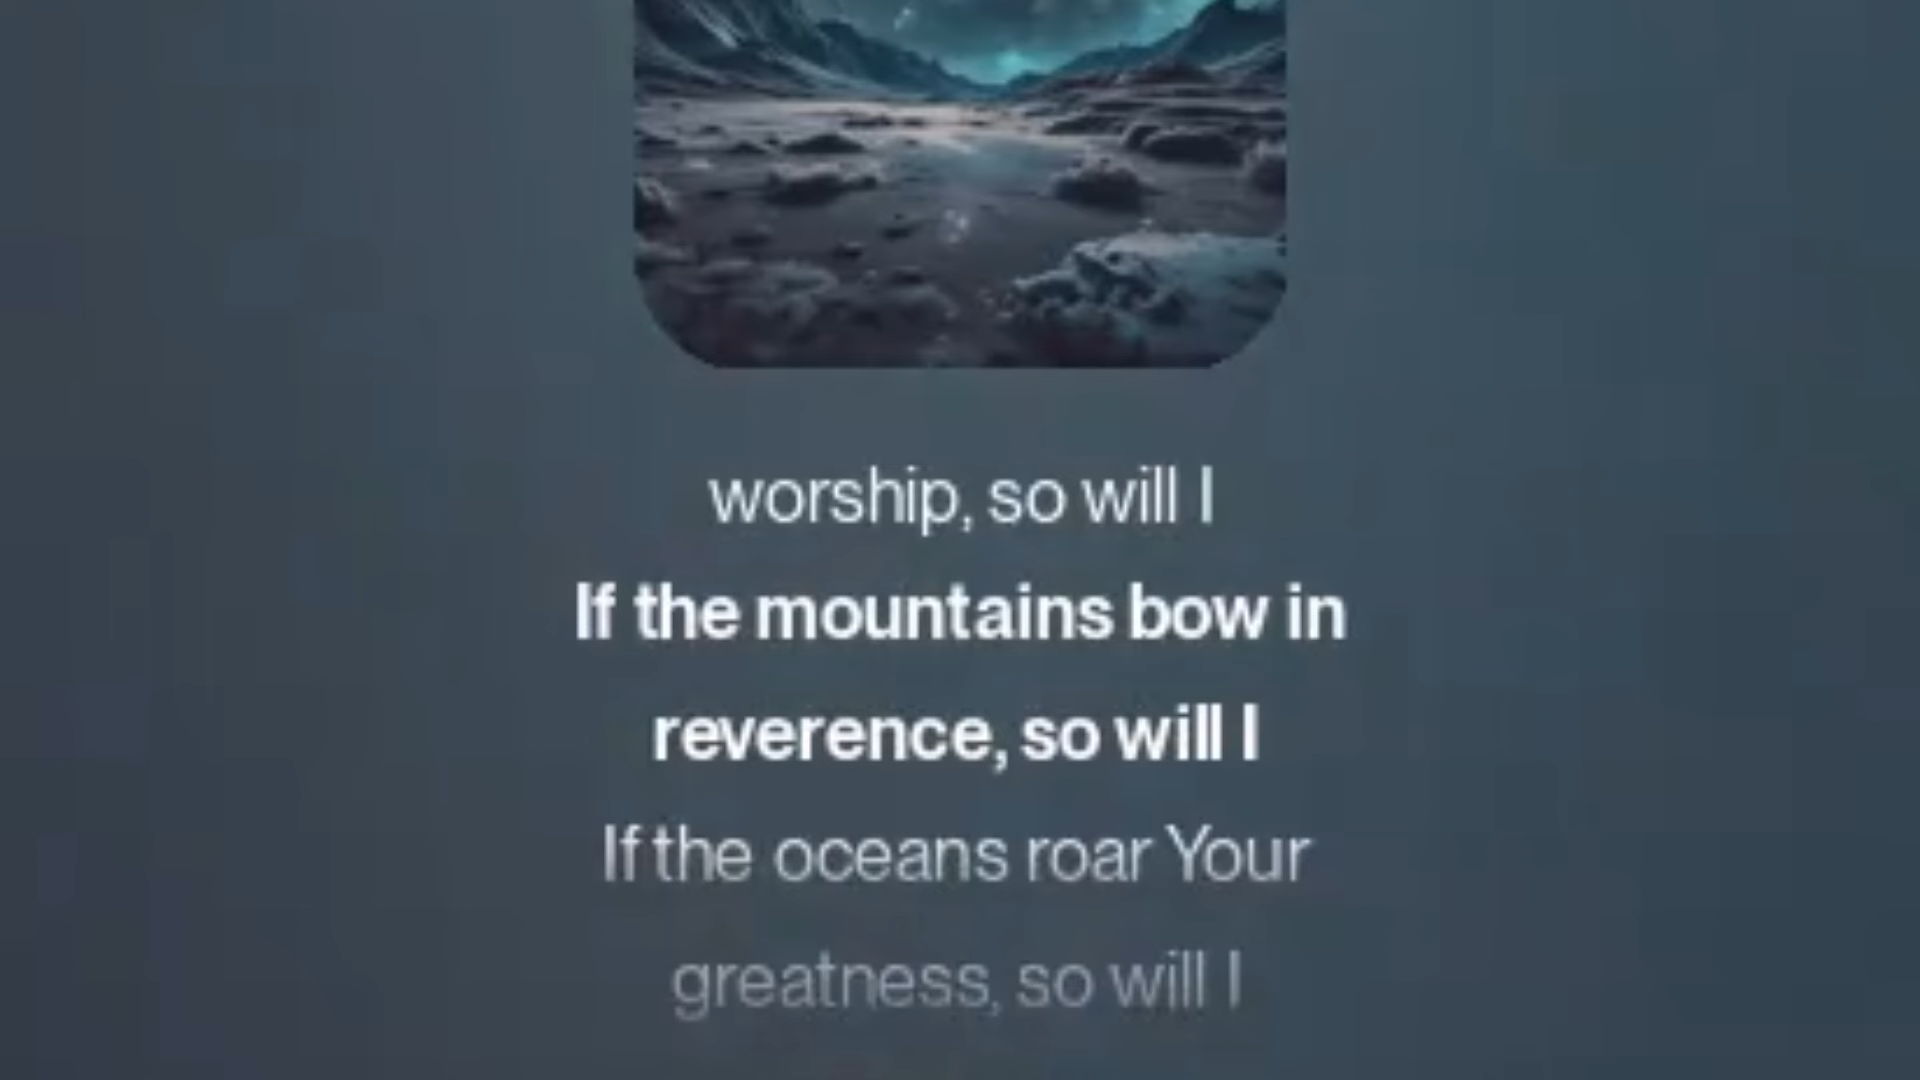 worship, so will I
If the mountains bow in
reverence, so will I
If the oceans roar Your
greatness, so will I